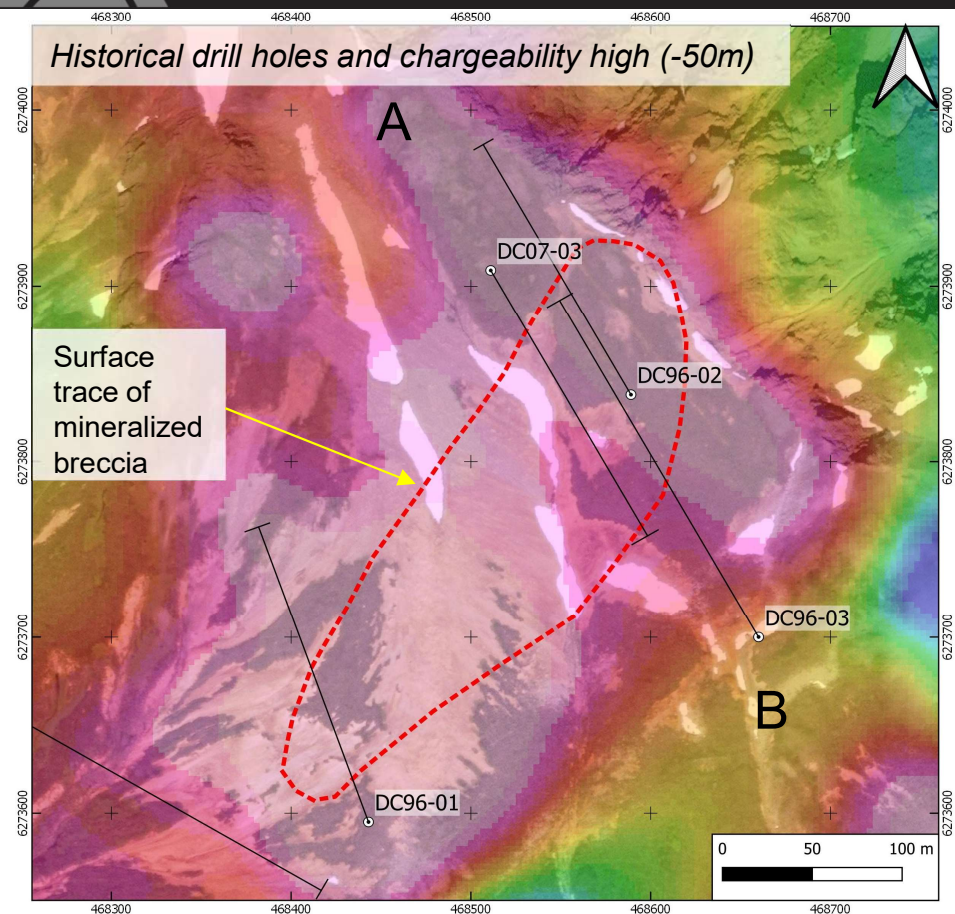 468300 468400 468500 468600 468700
Historical drill holes and chargeability high (-50m)
6274000 6274000
A
DC07-03
6273900 6273900
Surface
trace of
mineralized
breccia
DC96-02
6273800 6273800
DC96-03
6273700 6273700
B
DC96-01
6273600 6273600
0 50 100 m
468300 468400 468500 468600 468700